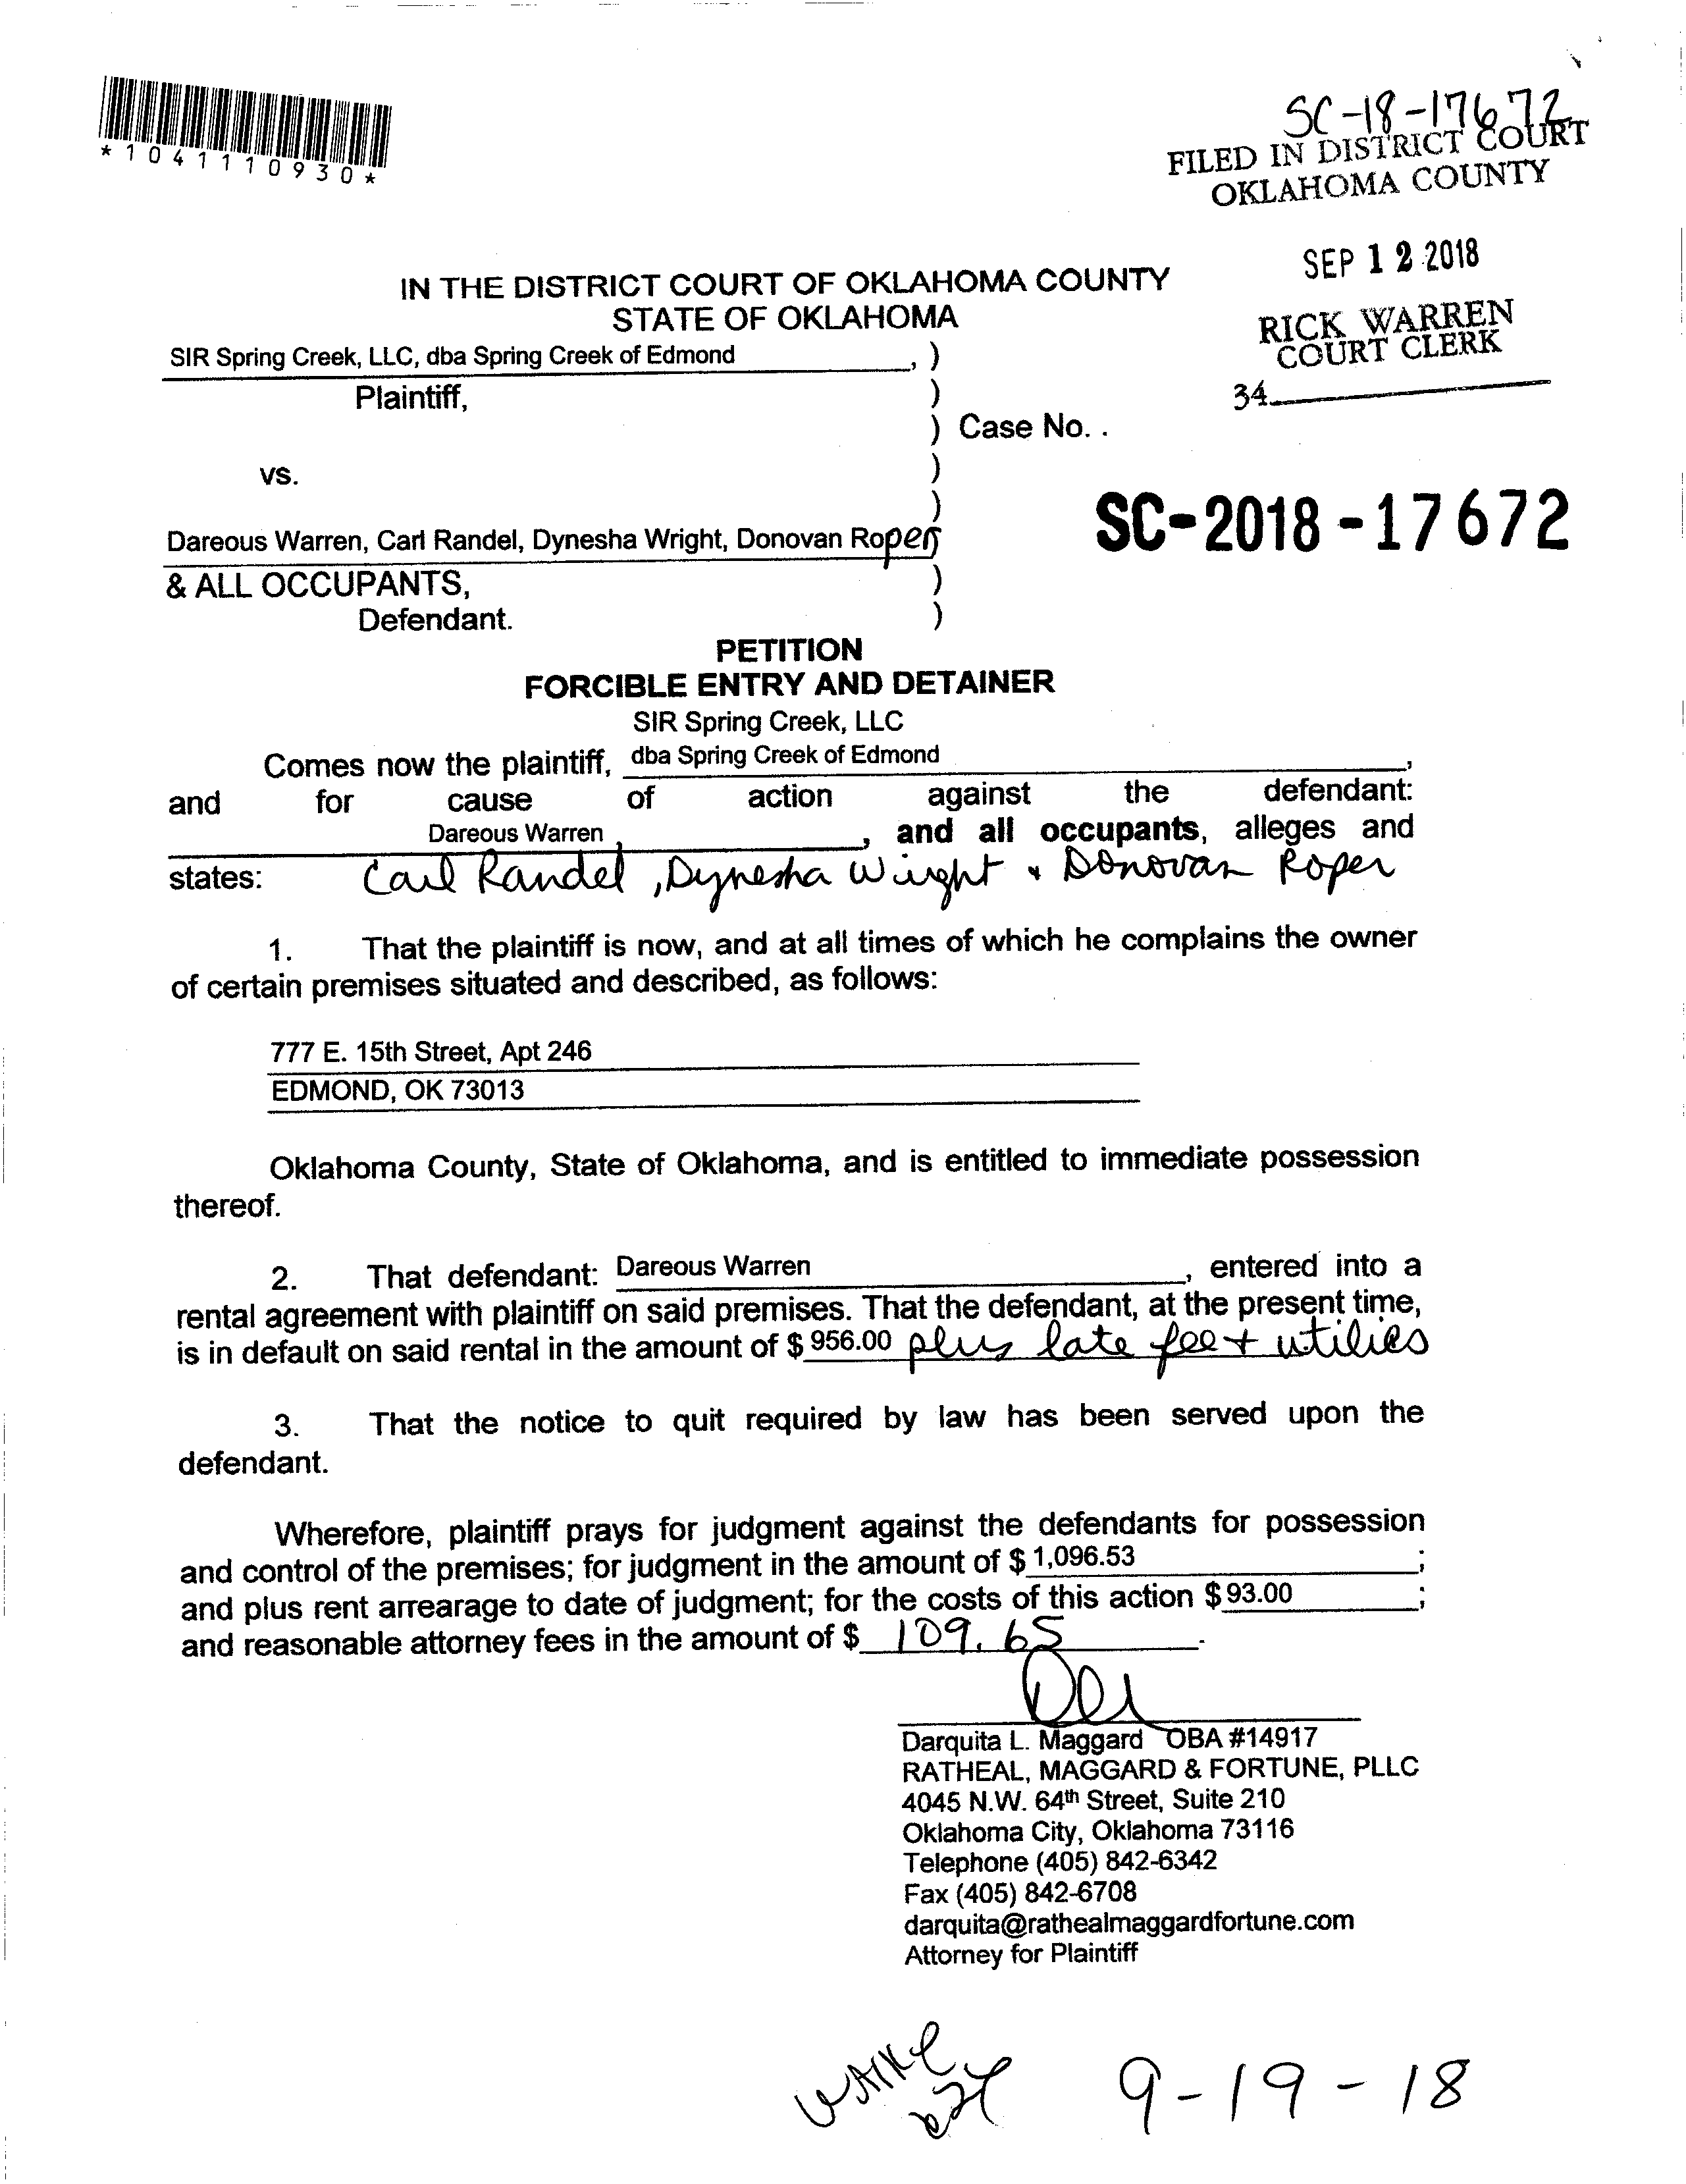 *1041110930*
SC-18-17672
FILED IN DISTRICT COURT
OKLAHOMA COUNTY
SEP 12 2018
RICK WARREN
COURT CLERK
34
IN THE DISTRICT COURT OF OKLAHOMA COUNTY
STATE OF OKLAHOMA
SIR Spring Creek, LLC, dba Spring Creek of Edmond , )
Plaintiff, )
) Case No. .
vs. )
)
SC-2018-17672
Dareous Warren, Carl Randel, Dynesha Wright, Donovan Roper
& ALL OCCUPANTS, )
Defendant. )
PETITION
FORCIBLE ENTRY AND DETAINER
SIR Spring Creek, LLC
Comes now the plaintiff, dba Spring Creek of Edmond ,
and for cause of action against the defendant:
Dareous Warren , and all occupants, alleges and
states: Carl Randel, Dynesha Wright & Donovan Roper
1. That the plaintiff is now, and at all times of which he complains the owner
of certain premises situated and described, as follows:
777 E. 15th Street, Apt 246
EDMOND, OK 73013
Oklahoma County, State of Oklahoma, and is entitled to immediate possession
thereof.
2. That defendant: Dareous Warren , entered into a
rental agreement with plaintiff on said premises. That the defendant, at the present time,
is in default on said rental in the amount of $ 956.00 plus late fee + utilies
3. That the notice to quit required by law has been served upon the
defendant.
Wherefore, plaintiff prays for judgment against the defendants for possession
and control of the premises; for judgment in the amount of $ 1,096.53 ;
and plus rent arrearage to date of judgment; for the costs of this action $ 93.00 ;
and reasonable attorney fees in the amount of $ 109.65 .
Darquita L. Maggard OBA #14917
RATHEAL, MAGGARD & FORTUNE, PLLC
4045 N.W. 64th Street, Suite 210
Oklahoma City, Oklahoma 73116
Telephone (405) 842-6342
Fax (405) 842-6708
darquita@rathealmaggardfortune.com
Attorney for Plaintiff
9-19-18